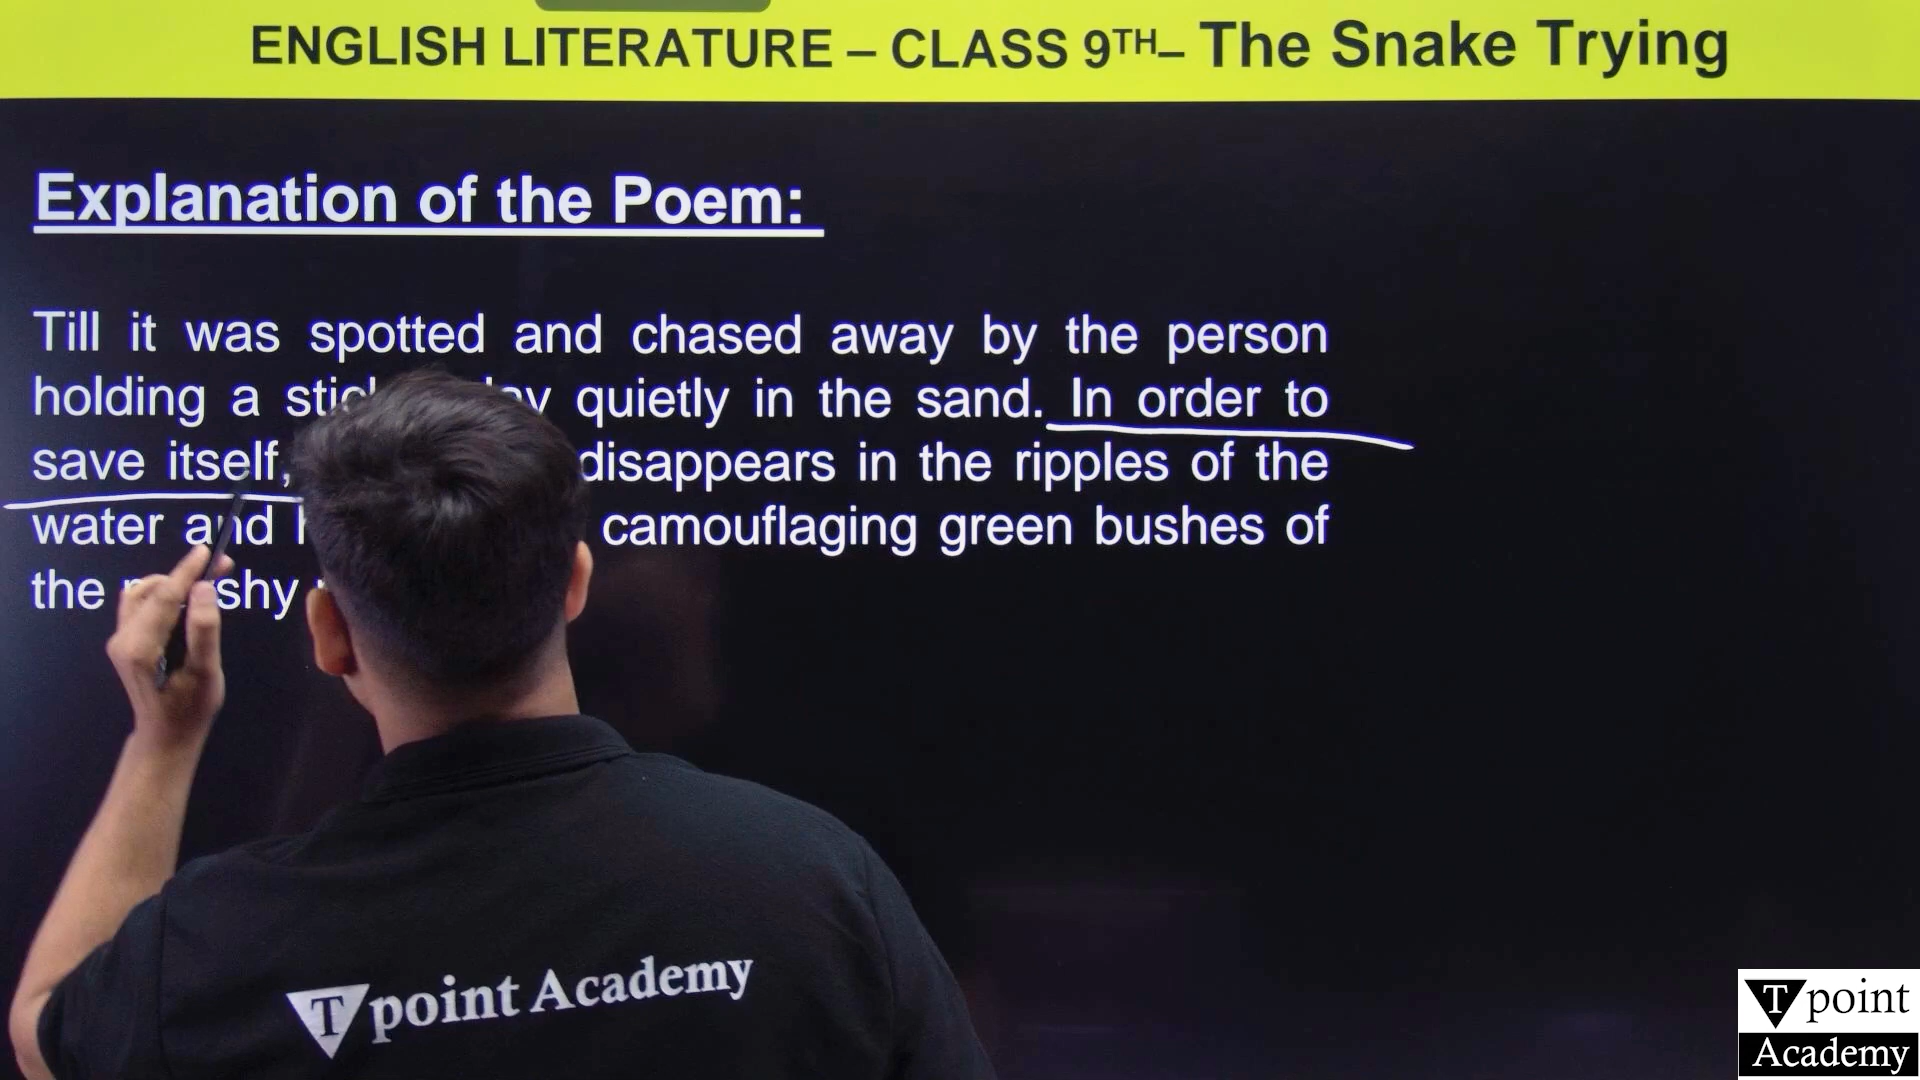 ENGLISH LITERATURE – CLASS 9TH– The Snake Trying
Explanation of the Poem:
Till it was spotted and chased away by the person
holding a quietly in the sand. In order to
save itself, disappears in the ripples of the
water and camouflaging green bushes of
the
T point Academy
T point
Academy